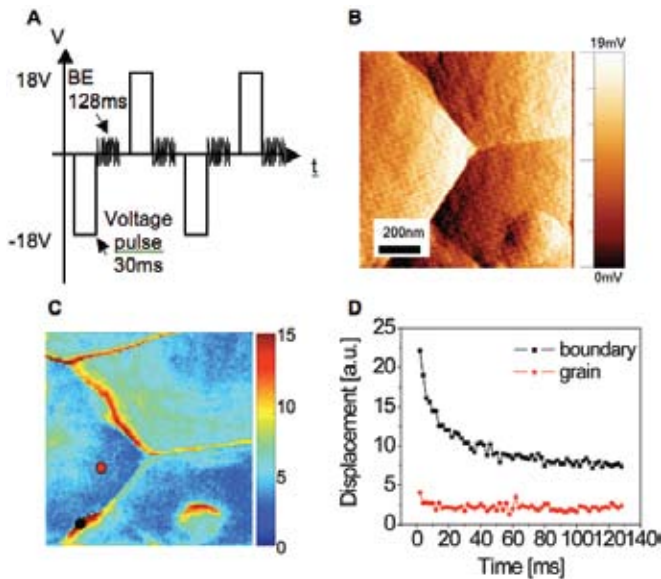 A
V
18V
BE
128ms
t
-18V
Voltage
pulse
30ms
B
19mV
200nm
0mV
C
15
10
5
0
D
Displacement [a.u.]
25
20
15
10
5
0
boundary
grain
0 20 40 60 80 100 120 140
Time [ms]